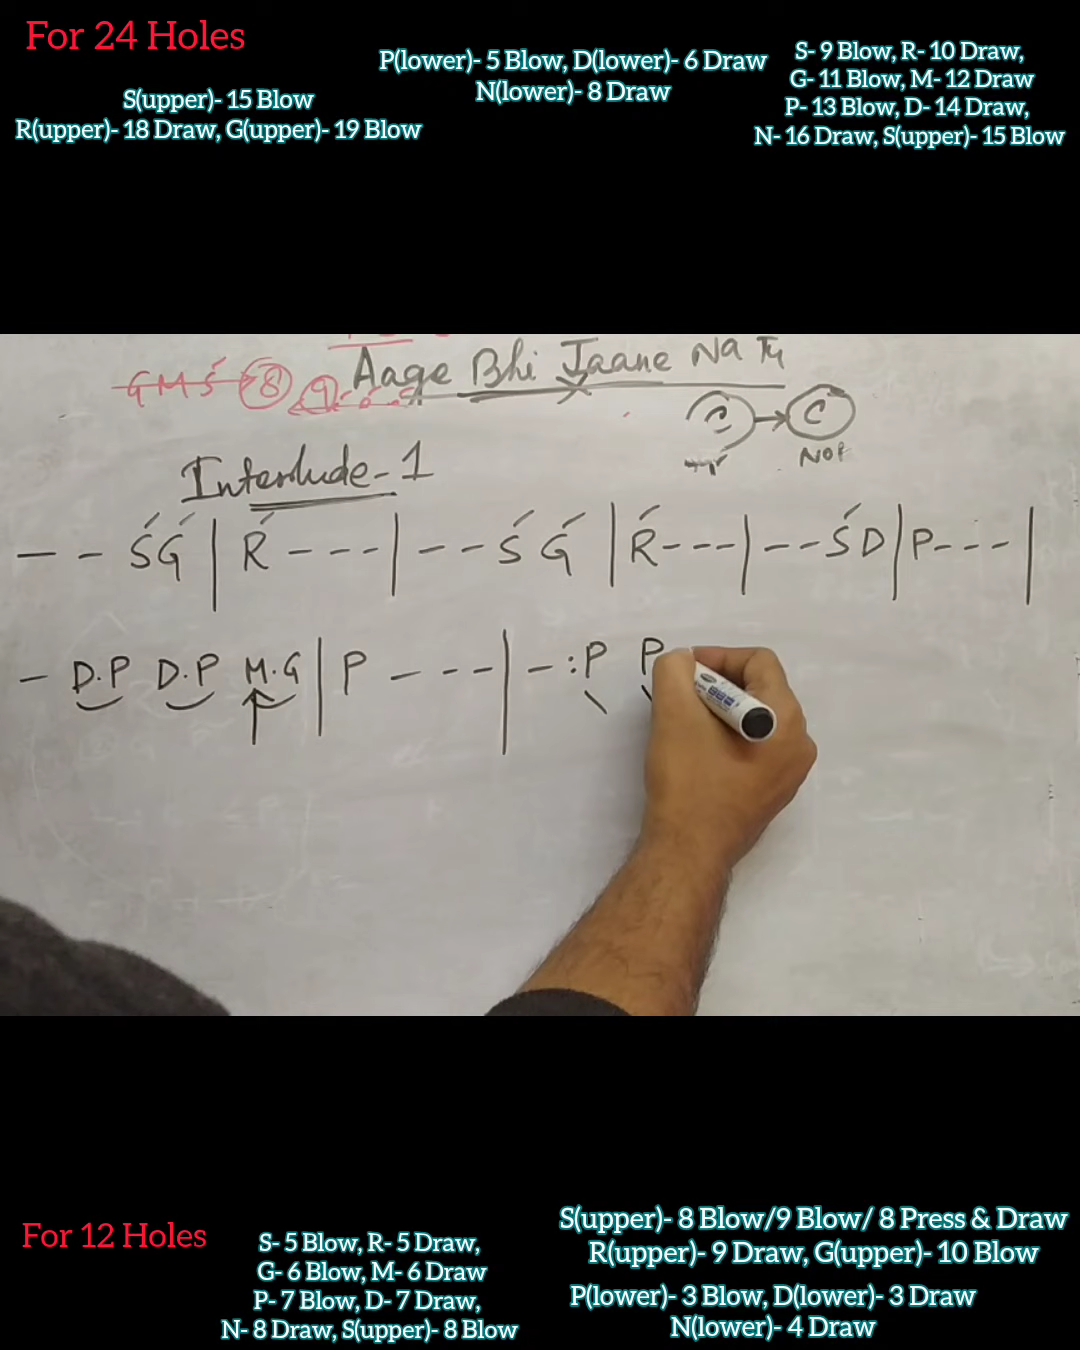 For 24 Holes
S(upper)- 15 Blow
R(upper)- 18 Draw, G(upper)- 19 Blow
P(lower)- 5 Blow, D(lower)- 6 Draw
N(lower)- 8 Draw
S- 9 Blow, R- 10 Draw,
G- 11 Blow, M- 12 Draw
P- 13 Blow, D- 14 Draw,
N- 16 Draw, S(upper)- 15 Blow
Aage Bhi Jaane Na Tu
G M Ś 8 9
C → C
Interlude-1
- - Ś Ǵ | Ŕ - - - | - - Ś Ǵ | Ŕ - - - | - - Ś D | P - - - |
- D.P D.P M.G | P - - - | - :P P
For 12 Holes
S- 5 Blow, R- 5 Draw,
G- 6 Blow, M- 6 Draw
P- 7 Blow, D- 7 Draw,
N- 8 Draw, S(upper)- 8 Blow
S(upper)- 8 Blow/9 Blow/ 8 Press & Draw
R(upper)- 9 Draw, G(upper)- 10 Blow
P(lower)- 3 Blow, D(lower)- 3 Draw
N(lower)- 4 Draw